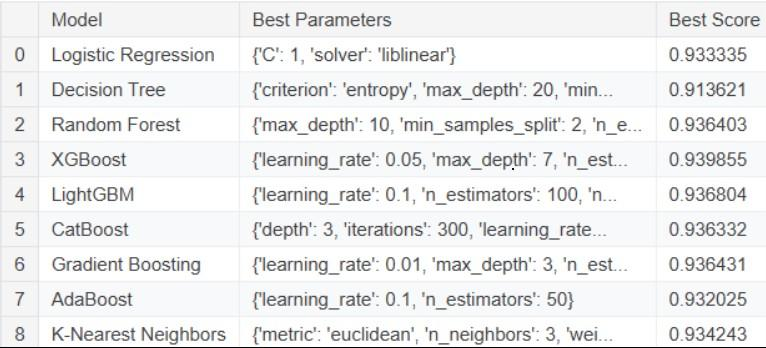 Model Best Parameters Best Score
0 Logistic Regression {'C': 1, 'solver': 'liblinear'} 0.933335
1 Decision Tree {'criterion': 'entropy', 'max_depth': 20, 'min... 0.913621
2 Random Forest {'max_depth': 10, 'min_samples_split': 2, 'n_e... 0.936403
3 XGBoost {'learning_rate': 0.05, 'max_depth': 7, 'n_est... 0.939855
4 LightGBM {'learning_rate': 0.1, 'n_estimators': 100, 'n... 0.936804
5 CatBoost {'depth': 3, 'iterations': 300, 'learning_rate... 0.936332
6 Gradient Boosting {'learning_rate': 0.01, 'max_depth': 3, 'n_est... 0.936431
7 AdaBoost {'learning_rate': 0.1, 'n_estimators': 50} 0.932025
8 K-Nearest Neighbors {'metric': 'euclidean', 'n_neighbors': 3, 'wei... 0.934243